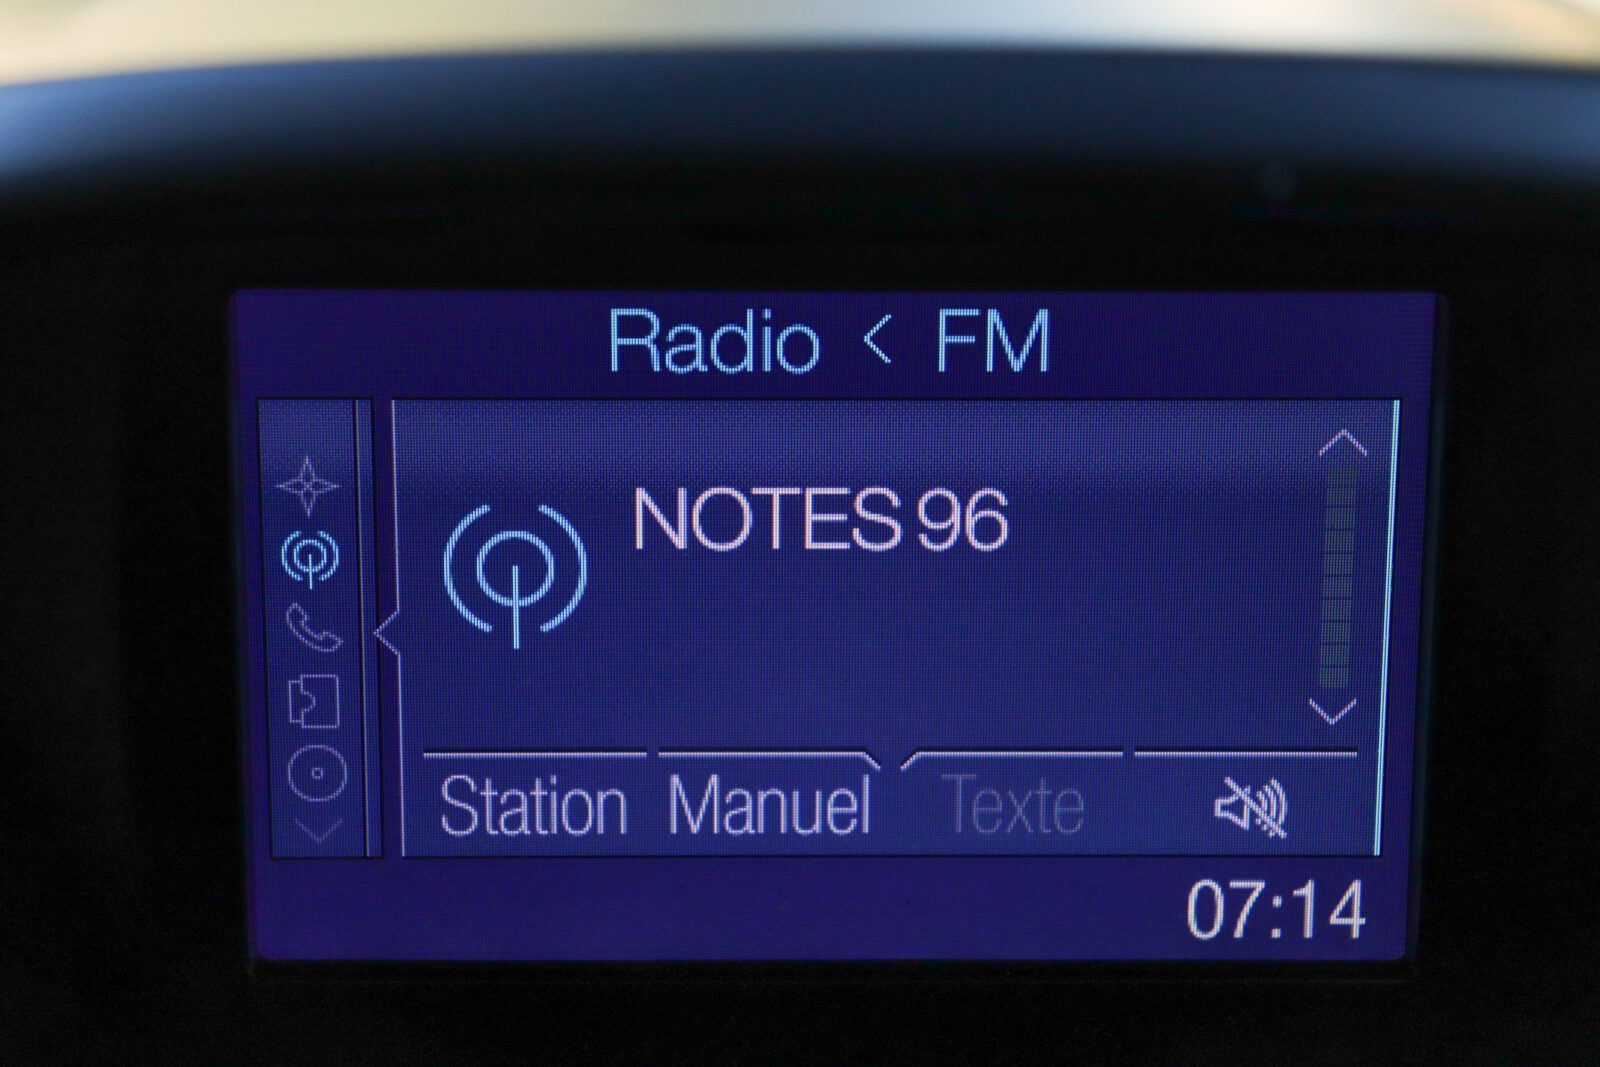 Radio < FM
NOTES 96
Station Manuel Texte
07:14